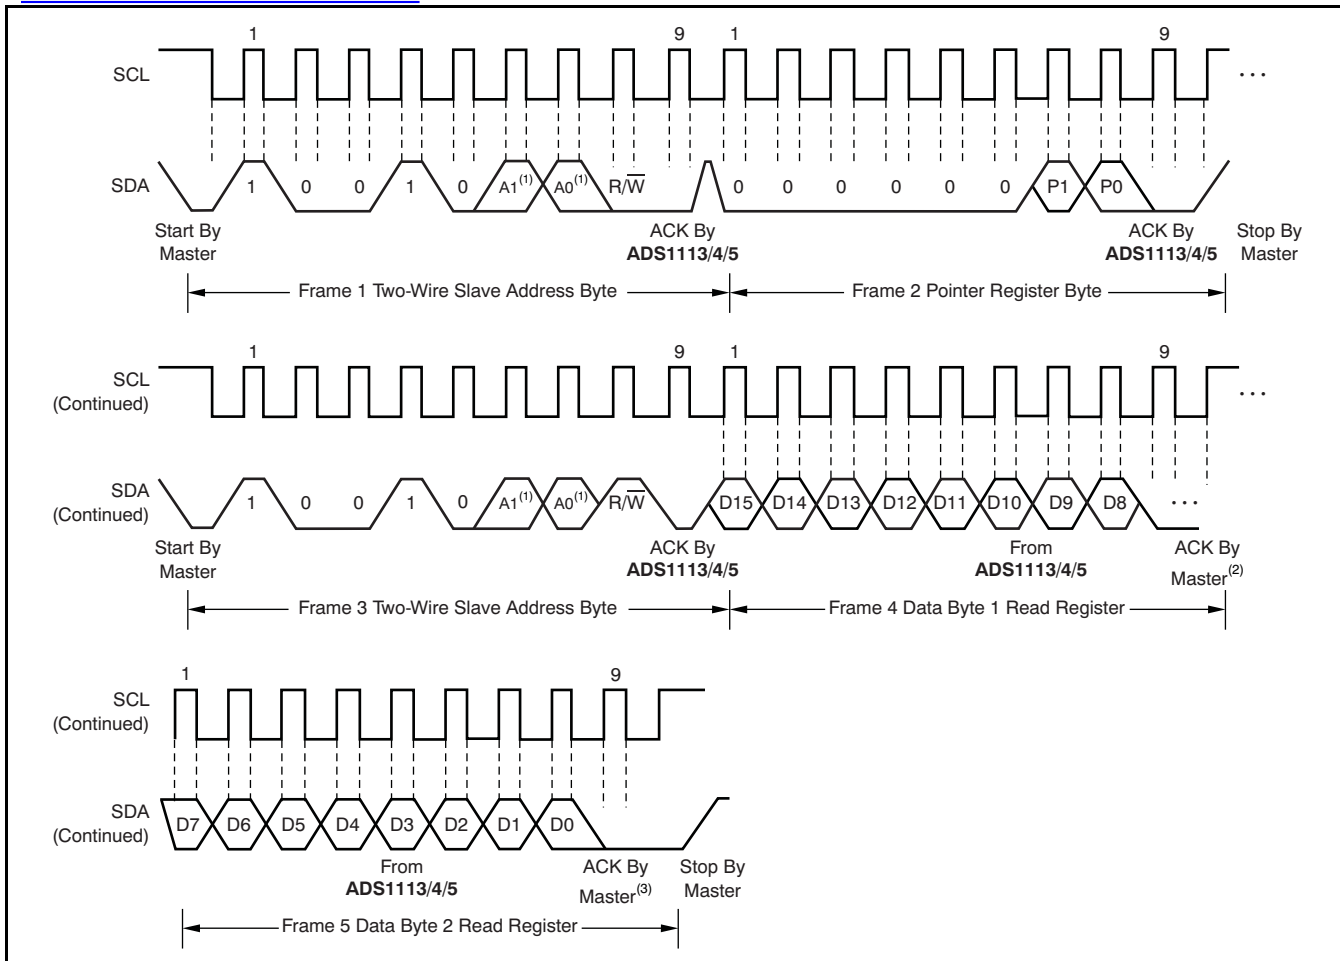 1 9 1 9
SCL ...
SDA 1 0 0 1 0 A1(1) A0(1) R/W 0 0 0 0 0 0 P1 P0
Start By Master
ACK By ADS1113/4/5
ACK By ADS1113/4/5
Stop By Master
Frame 1 Two-Wire Slave Address Byte
Frame 2 Pointer Register Byte
1 9 1 9
SCL (Continued) ...
SDA (Continued) 1 0 0 1 0 A1(1) A0(1) R/W D15 D14 D13 D12 D11 D10 D9 D8 ...
Start By Master
ACK By ADS1113/4/5
From ADS1113/4/5
ACK By Master(2)
Frame 3 Two-Wire Slave Address Byte
Frame 4 Data Byte 1 Read Register
1 9
SCL (Continued)
SDA (Continued) D7 D6 D5 D4 D3 D2 D1 D0
From ADS1113/4/5
ACK By Master(3)
Stop By Master
Frame 5 Data Byte 2 Read Register